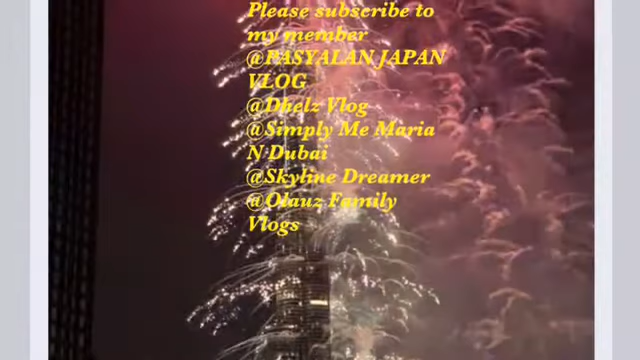 Please subscribe to
my member
@PASYALAN JAPAN
VLOG
@Dhelz Vlog
@Simply Me Maria
N Dubai
@Skyline Dreamer
@Olauz Family
Vlogs